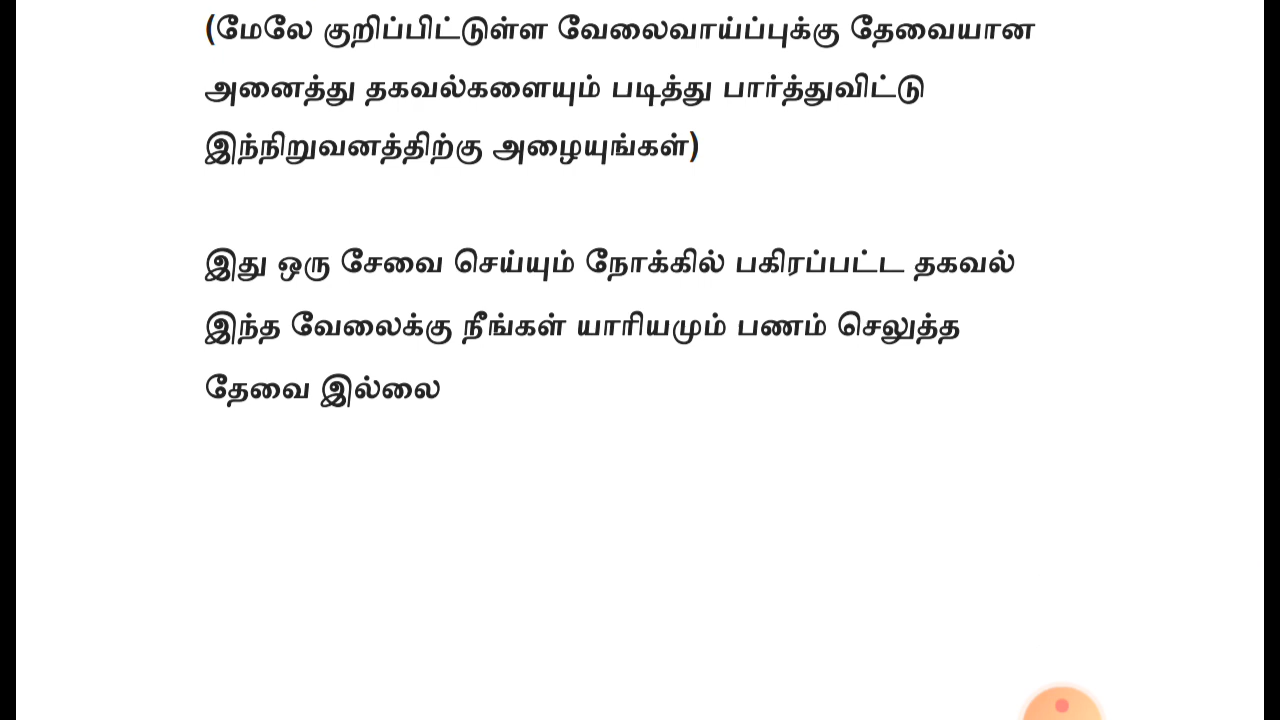 (மேலே குறிப்பிட்டுள்ள வேலைவாய்ப்புக்கு தேவையான
அனைத்து தகவல்களையும் படித்து பார்த்துவிட்டு
இந்நிறுவனத்திற்கு அழையுங்கள்)
இது ஒரு சேவை செய்யும் நோக்கில் பகிரப்பட்ட தகவல்
இந்த வேலைக்கு நீங்கள் யாரியமும் பணம் செலுத்த
தேவை இல்லை